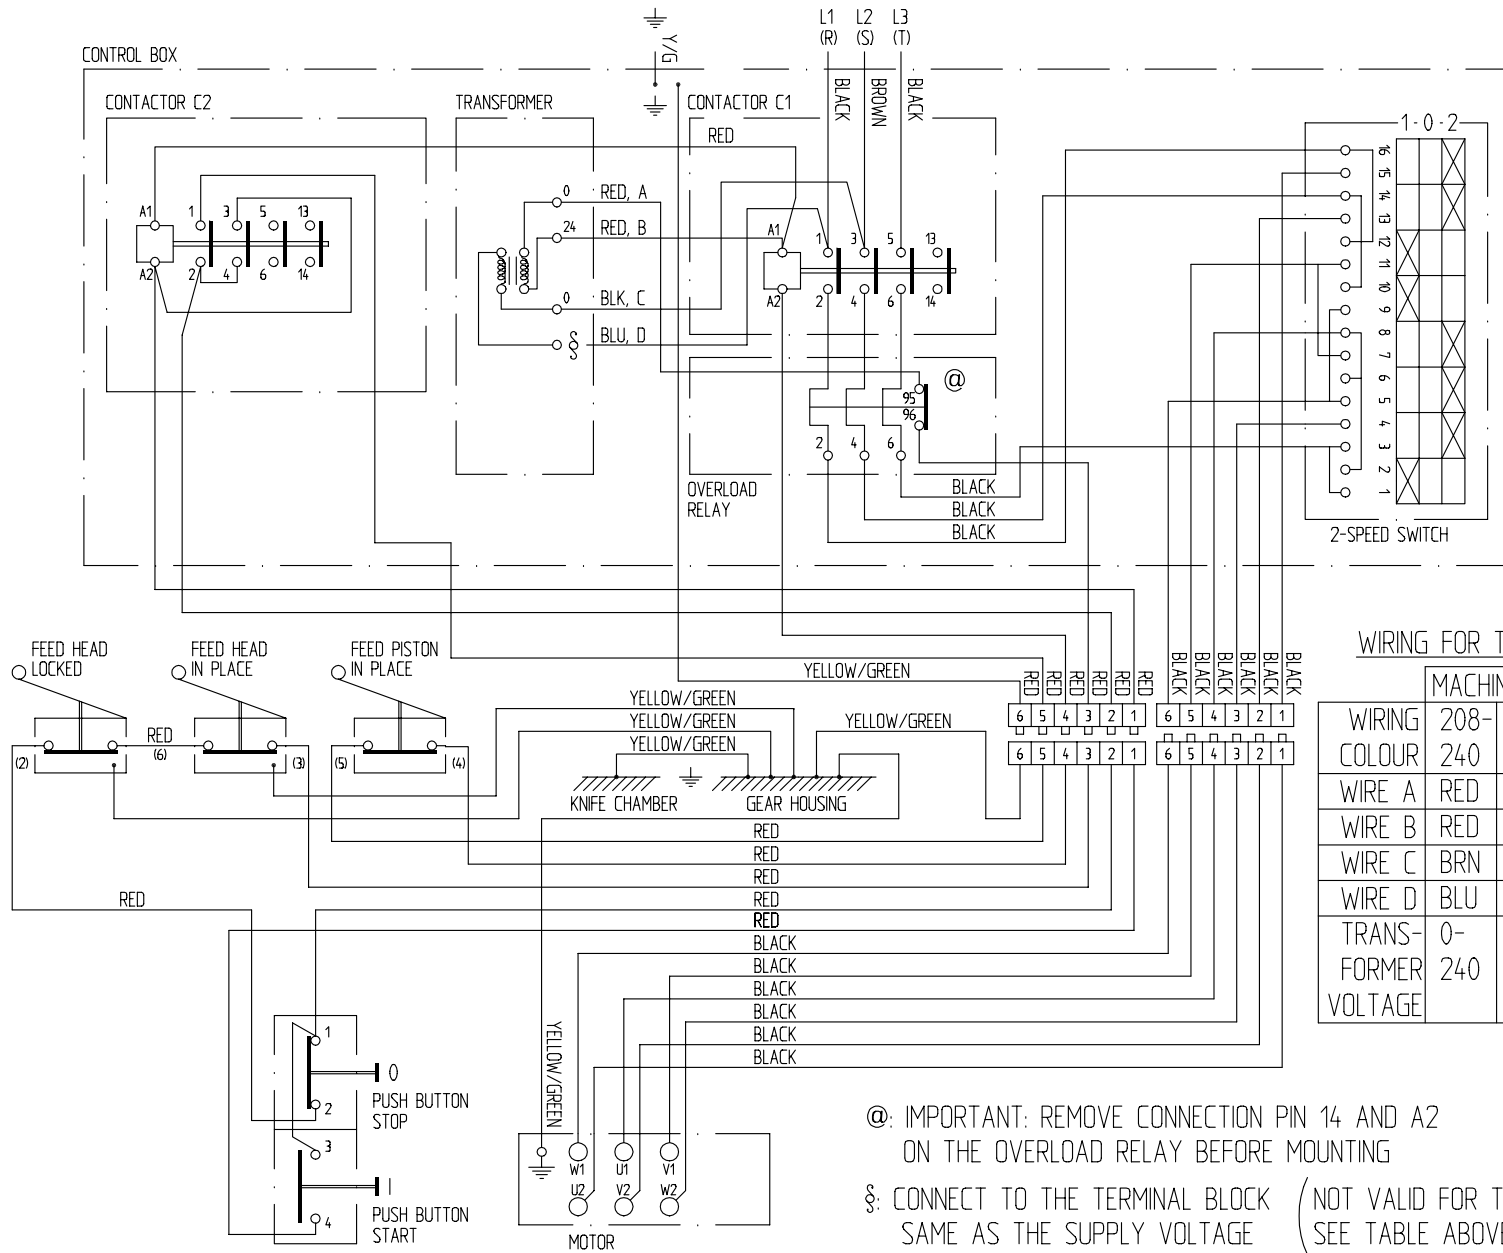 L1 L2 L3
(R) (S) (T)
Y/G
CONTROL BOX
BLACK
BROWN
BLACK
CONTACTOR C2
TRANSFORMER
CONTACTOR C1
RED
1-0-2
16
15
14
13
12
11
10
9
8
7
6
5
4
3
2
1
2-SPEED SWITCH
A1 1 3 5 13
A2 2 4 6 14
0 RED, A
24 RED, B
0 BLK, C
§ BLU, D
A1 1 3 5 13
A2 2 4 6 14
@
95
96
2 4 6
OVERLOAD
RELAY
BLACK
BLACK
BLACK
FEED HEAD
LOCKED
FEED HEAD
IN PLACE
FEED PISTON
IN PLACE
(2) RED (6) (3) (5) (4)
YELLOW/GREEN
YELLOW/GREEN
YELLOW/GREEN
YELLOW/GREEN
YELLOW/GREEN
RED RED RED RED RED
BLACK BLACK BLACK BLACK BLACK BLACK
6 5 4 3 2 1 6 5 4 3 2 1
6 5 4 3 2 1 6 5 4 3 2 1
KNIFE CHAMBER
GEAR HOUSING
RED
RED
RED
RED
RED
RED
BLACK
BLACK
BLACK
BLACK
BLACK
BLACK
WIRING FOR T
MACHIN
WIRING 208-
COLOUR 240
WIRE A RED
WIRE B RED
WIRE C BRN
WIRE D BLU
TRANS- 0-
FORMER 240
VOLTAGE
1
0
2
PUSH BUTTON
STOP
3
I
4
PUSH BUTTON
START
YELLOW/GREEN
W1 U1 V1
U2 V2 W2
MOTOR
@: IMPORTANT: REMOVE CONNECTION PIN 14 AND A2
ON THE OVERLOAD RELAY BEFORE MOUNTING
§: CONNECT TO THE TERMINAL BLOCK (NOT VALID FOR T
SAME AS THE SUPPLY VOLTAGE SEE TABLE ABOVE